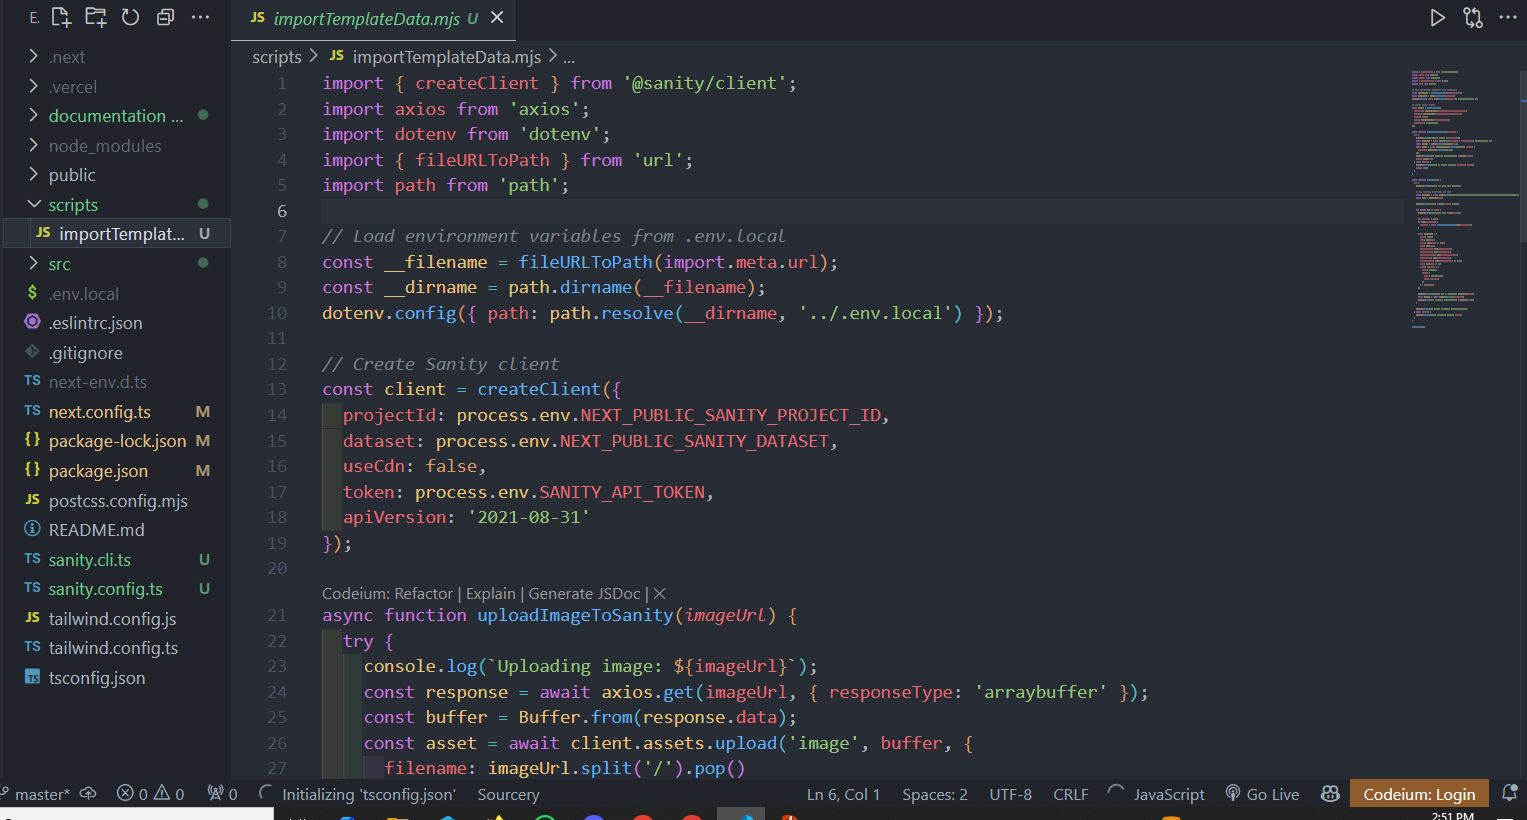 E.
JS importTemplateData.mjs U
.next
.vercel
documentation ...
node_modules
public
scripts
JS importTemplat... U
src
$ .env.local
.eslintrc.json
.gitignore
TS next-env.d.ts
TS next.config.ts M
{} package-lock.json M
{} package.json M
JS postcss.config.mjs
README.md
TS sanity.cli.ts U
TS sanity.config.ts U
JS tailwind.config.js
TS tailwind.config.ts
TS tsconfig.json
scripts > JS importTemplateData.mjs > ...
1 import { createClient } from '@sanity/client';
2 import axios from 'axios';
3 import dotenv from 'dotenv';
4 import { fileURLToPath } from 'url';
5 import path from 'path';
6
7 // Load environment variables from .env.local
8 const __filename = fileURLToPath(import.meta.url);
9 const __dirname = path.dirname(__filename);
10 dotenv.config({ path: path.resolve(__dirname, '../.env.local') });
11
12 // Create Sanity client
13 const client = createClient({
14 projectId: process.env.NEXT_PUBLIC_SANITY_PROJECT_ID,
15 dataset: process.env.NEXT_PUBLIC_SANITY_DATASET,
16 useCdn: false,
17 token: process.env.SANITY_API_TOKEN,
18 apiVersion: '2021-08-31'
19 });
20
Codeium: Refactor | Explain | Generate JSDoc | X
21 async function uploadImageToSanity(imageUrl) {
22 try {
23 console.log(`Uploading image: ${imageUrl}`);
24 const response = await axios.get(imageUrl, { responseType: 'arraybuffer' });
25 const buffer = Buffer.from(response.data);
26 const asset = await client.assets.upload('image', buffer, {
27 filename: imageUrl.split('/').pop()
master* 0 0 0 Initializing 'tsconfig.json' Sourcery Ln 6, Col 1 Spaces: 2 UTF-8 CRLF JavaScript Go Live Codeium: Login
2:51 PM